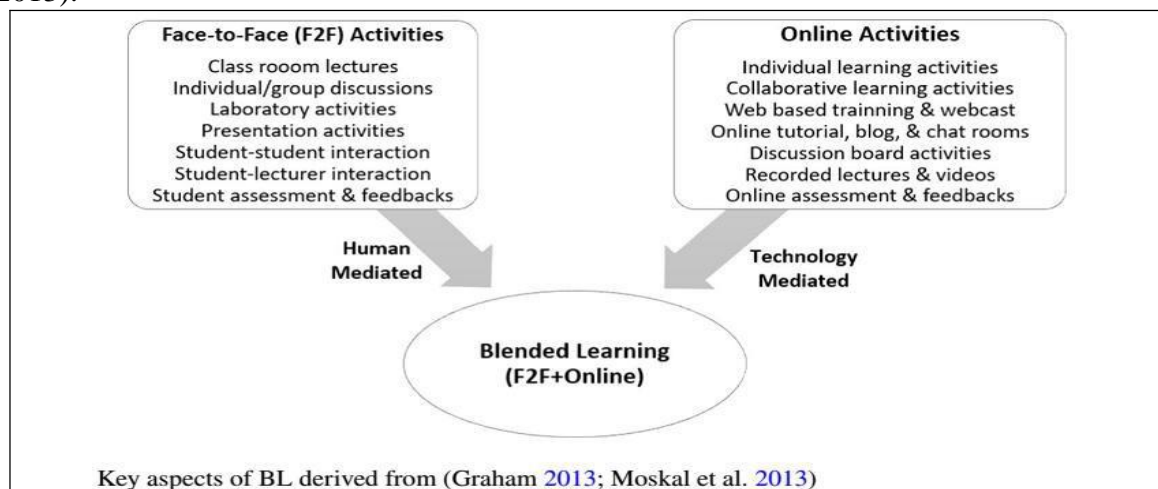 2013).
Face-to-Face (F2F) Activities
Class rooom lectures
Individual/group discussions
Laboratory activities
Presentation activities
Student-student interaction
Student-lecturer interaction
Student assessment & feedbacks
Online Activities
Individual learning activities
Collaborative learning activities
Web based trainning & webcast
Online tutorial, blog, & chat rooms
Discussion board activities
Recorded lectures & videos
Online assessment & feedbacks
Human
Mediated
Technology
Mediated
Blended Learning
(F2F+Online)
Key aspects of BL derived from (Graham 2013; Moskal et al. 2013)